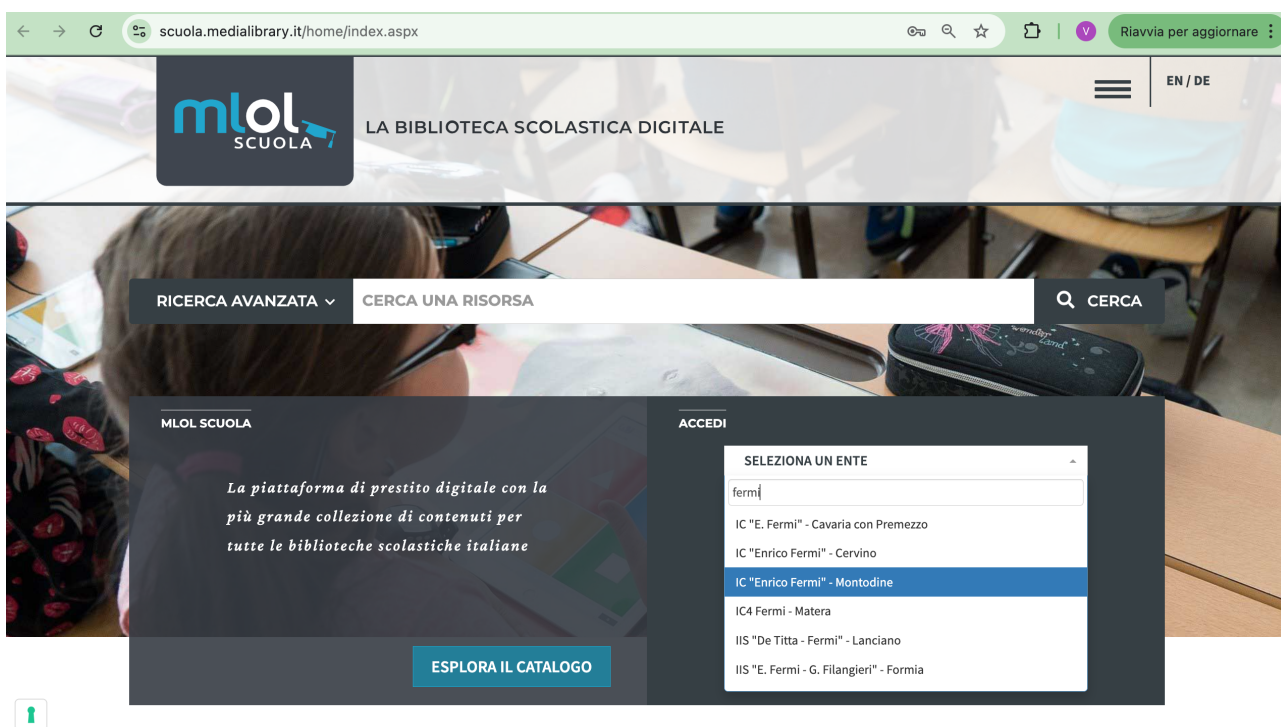 scuola.medialibrary.it/home/index.aspx
V
Riavvia per aggiornare
mlol
SCUOLA
LA BIBLIOTECA SCOLASTICA DIGITALE
EN / DE
RICERCA AVANZATA
CERCA UNA RISORSA
CERCA
wonder
Land
MLOL SCUOLA
La piattaforma di prestito digitale con la
più grande collezione di contenuti per
tutte le biblioteche scolastiche italiane
ESPLORA IL CATALOGO
ACCEDI
SELEZIONA UN ENTE
fermi
IC "E. Fermi" - Cavaria con Premezzo
IC "Enrico Fermi" - Cervino
IC "Enrico Fermi" - Montodine
IC4 Fermi - Matera
IIS "De Titta - Fermi" - Lanciano
IIS "E. Fermi - G. Filangieri" - Formia